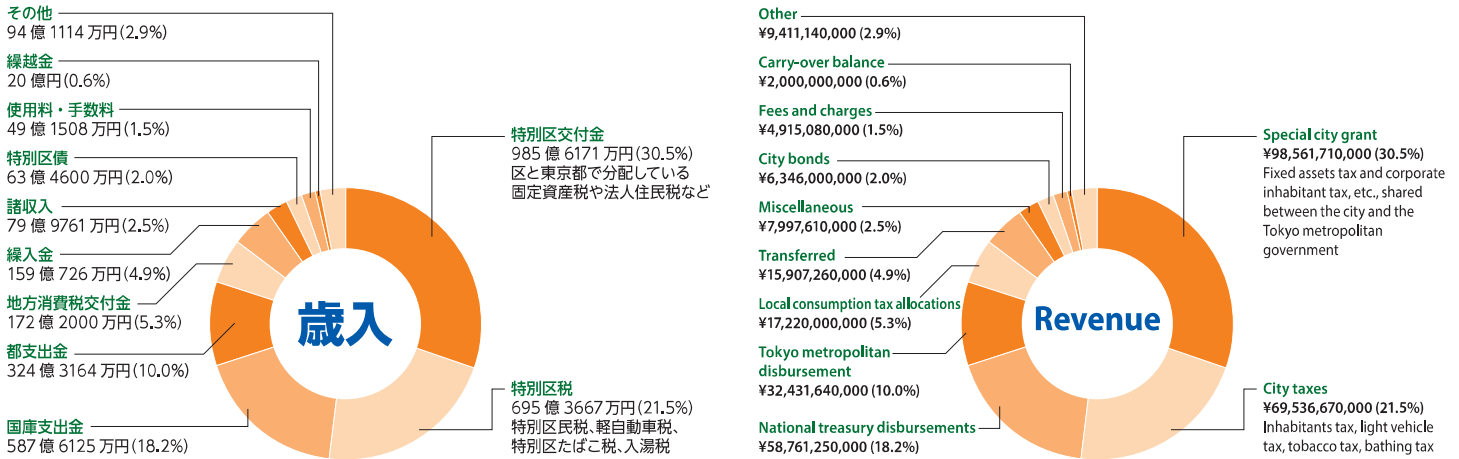 その他
94億1114万円(2.9%)
繰越金
20億円(0.6%)
使用料・手数料
49億1508万円(1.5%)
特別区債
63億4600万円(2.0%)
諸収入
79億9761万円(2.5%)
繰入金
159億726万円(4.9%)
地方消費税交付金
172億2000万円(5.3%)
都支出金
324億3164万円(10.0%)
国庫支出金
587億6125万円(18.2%)
歳入
特別区交付金
985億6171万円(30.5%)
区と東京都で分配している
固定資産税や法人住民税など
特別区税
695億3667万円(21.5%)
特別区民税、軽自動車税、
特別区たばこ税、入湯税
Other
¥9,411,140,000 (2.9%)
Carry-over balance
¥2,000,000,000 (0.6%)
Fees and charges
¥4,915,080,000 (1.5%)
City bonds
¥6,346,000,000 (2.0%)
Miscellaneous
¥7,997,610,000 (2.5%)
Transferred
¥15,907,260,000 (4.9%)
Local consumption tax allocations
¥17,220,000,000 (5.3%)
Tokyo metropolitan
disbursement
¥32,431,640,000 (10.0%)
National treasury disbursements
¥58,761,250,000 (18.2%)
Revenue
Special city grant
¥98,561,710,000 (30.5%)
Fixed assets tax and corporate
inhabitant tax, etc., shared
between the city and the
Tokyo metropolitan
government
City taxes
¥69,536,670,000 (21.5%)
Inhabitants tax, light vehicle
tax, tobacco tax, bathing tax